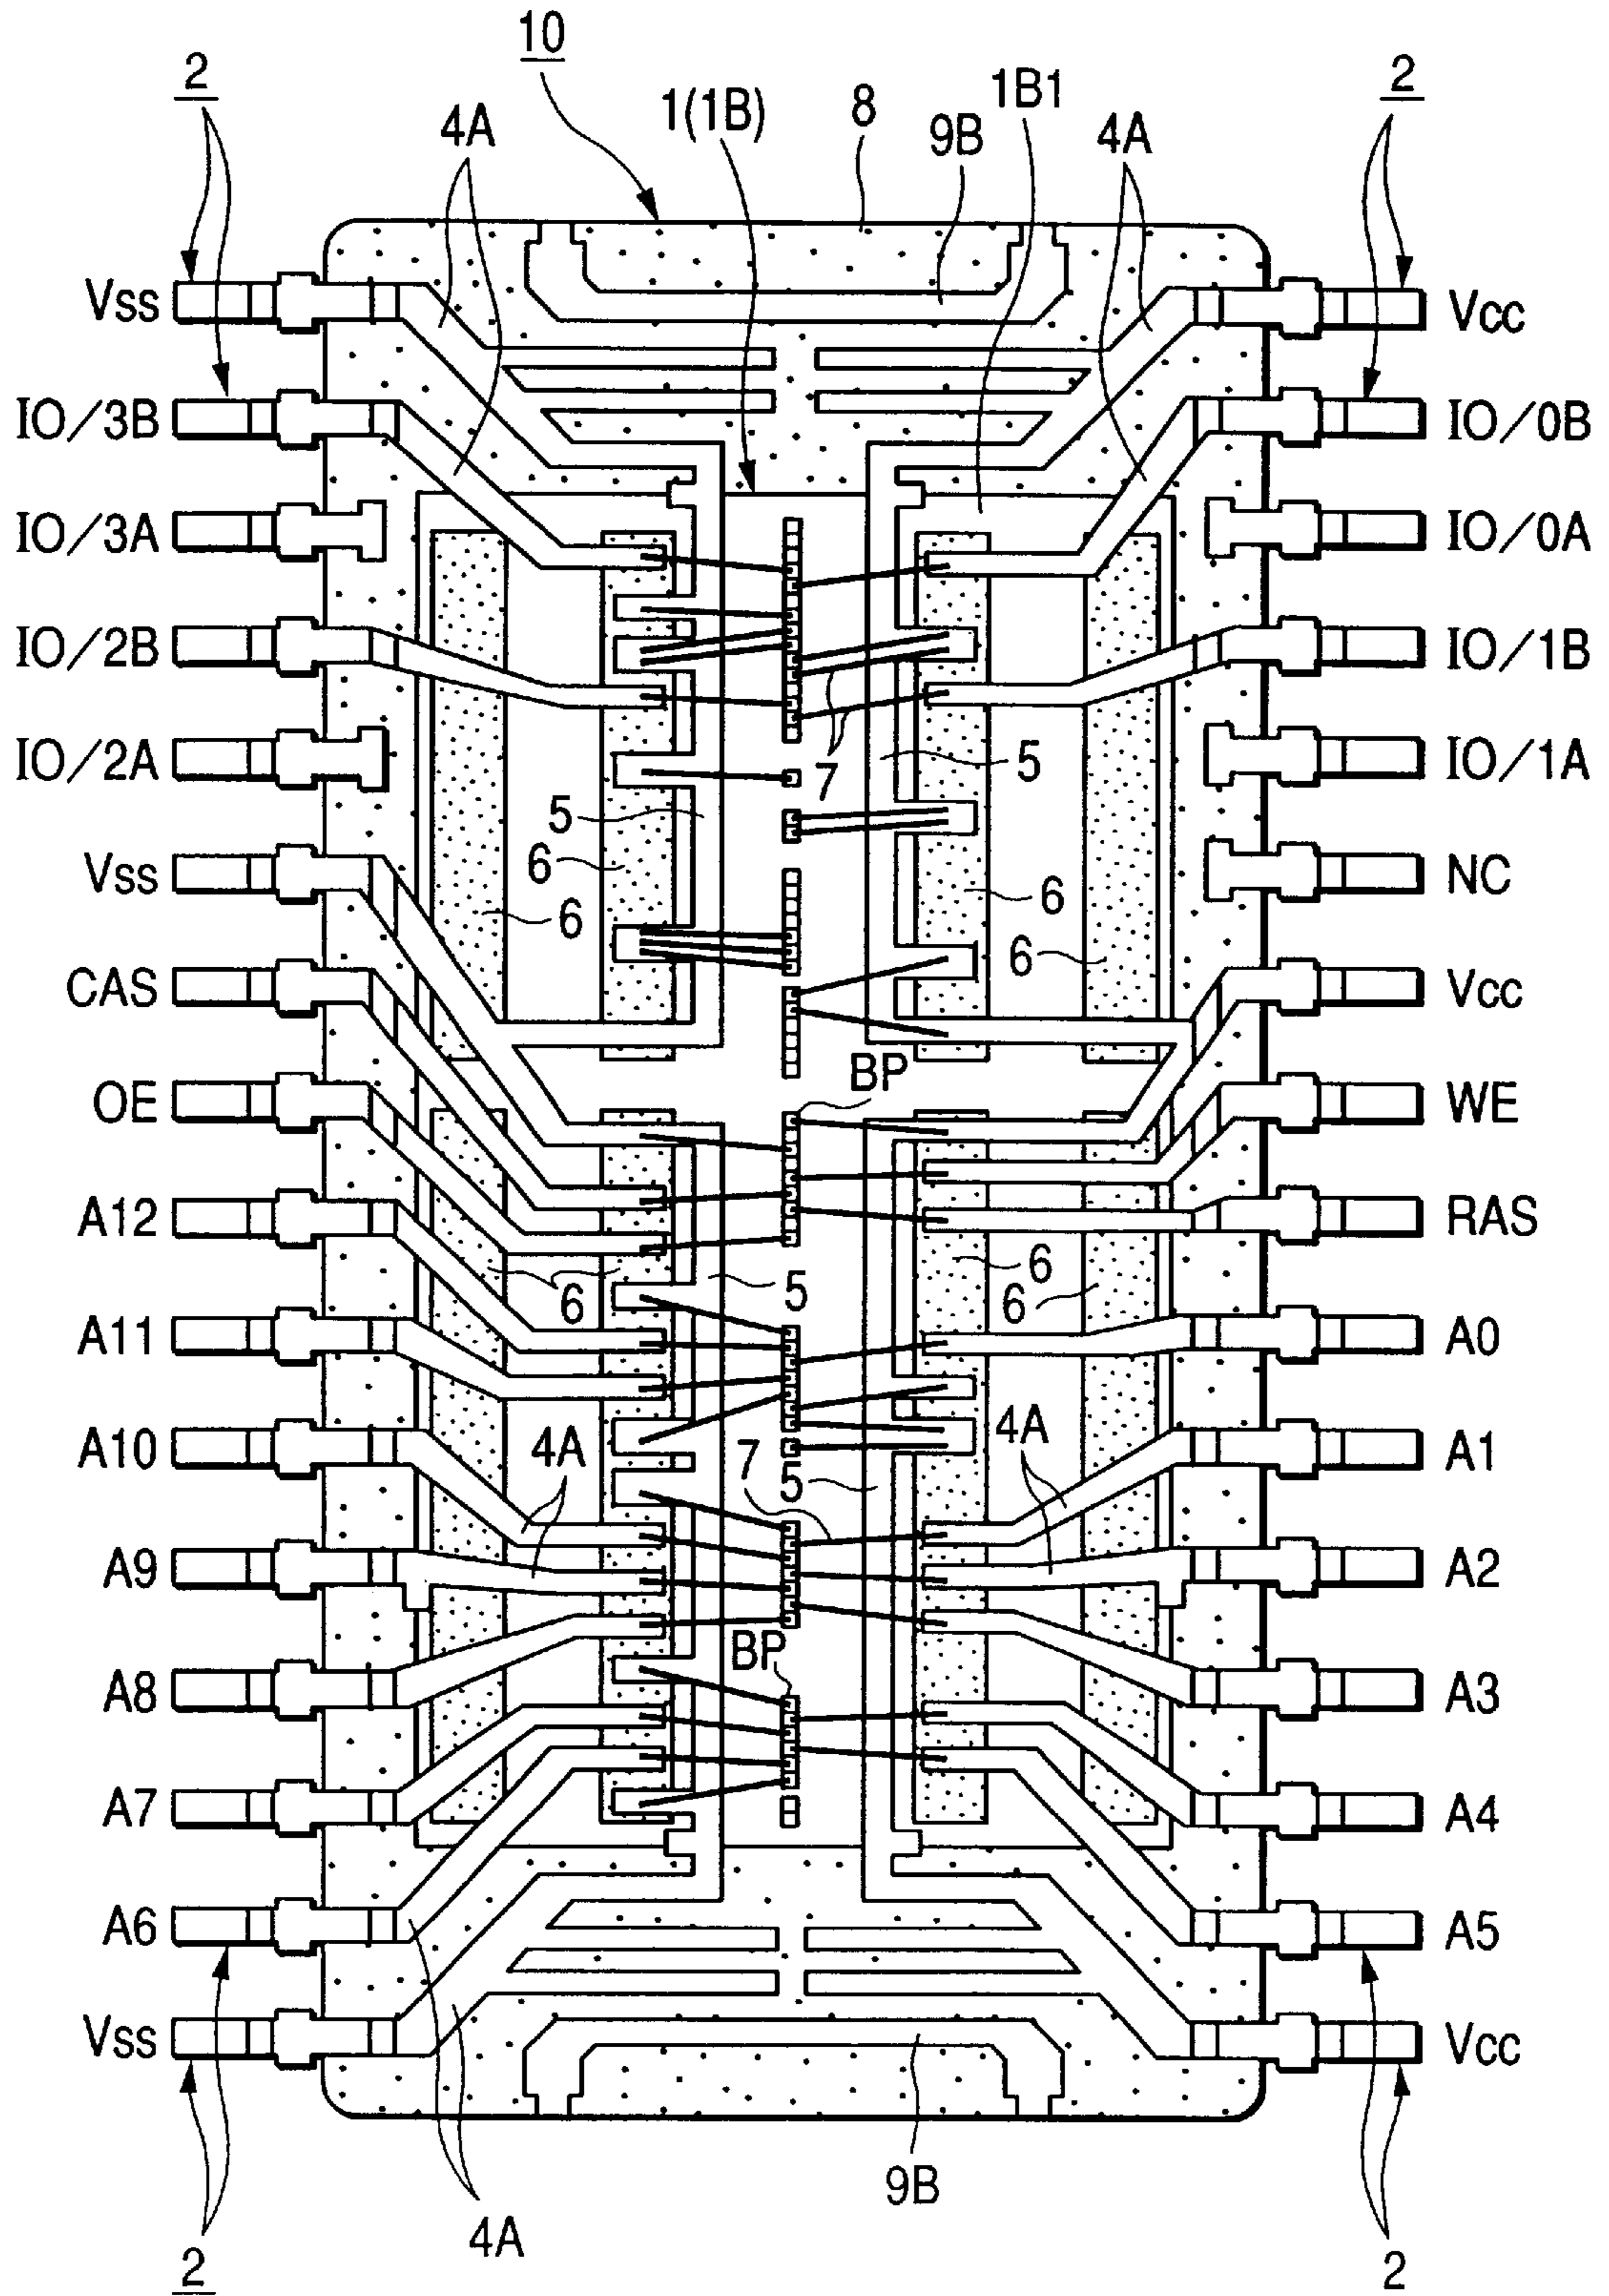 10
2
2
4A
1(1B)
8
9B
1B1
4A
Vss
Vcc
IO/3B
IO/0B
IO/3A
IO/0A
IO/2B
IO/1B
IO/2A
IO/1A
7
5
5
6
6
6
6
Vss
NC
CAS
Vcc
BP
OE
WE
A12
RAS
6
5
6
6
A11
A0
A10
4A
7
5
4A
A1
A9
A2
BP
A8
A3
A7
A4
A6
A5
Vss
Vcc
9B
4A
2
2